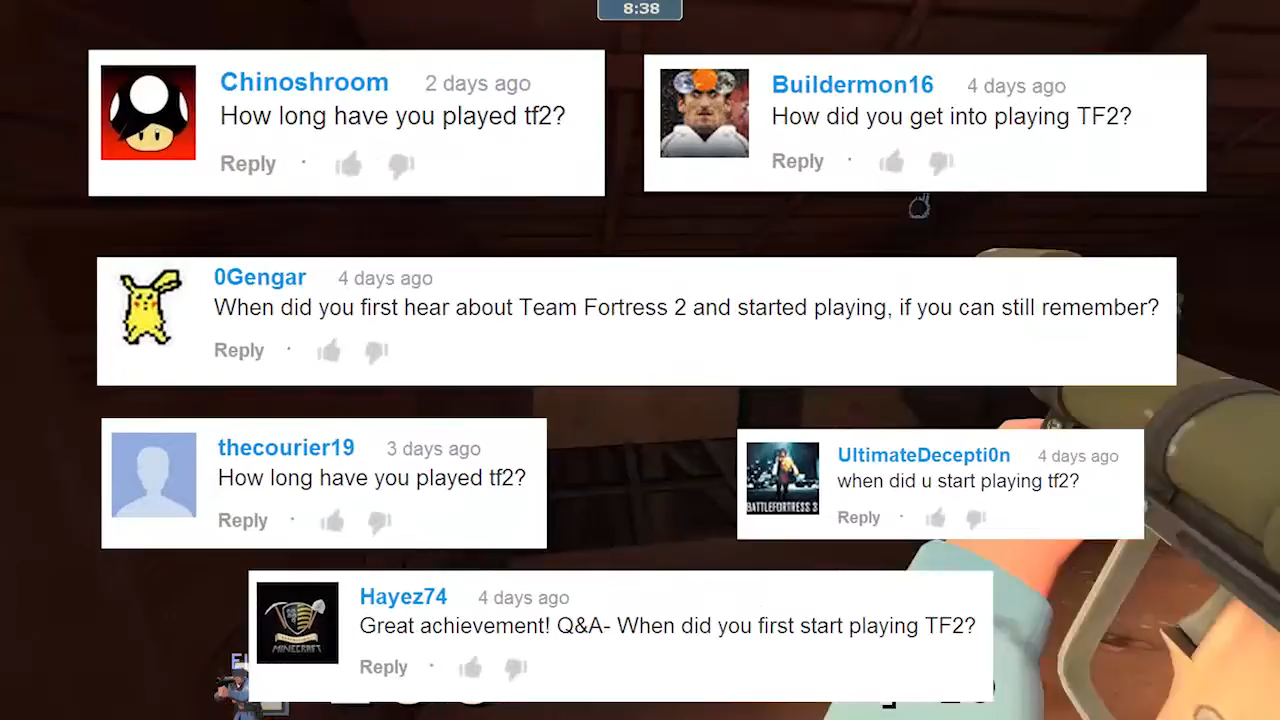 8:38
Chinoshroom 2 days ago
How long have you played tf2?
Reply ·
Buildermon16 4 days ago
How did you get into playing TF2?
Reply ·
0Gengar 4 days ago
When did you first hear about Team Fortress 2 and started playing, if you can still remember?
Reply ·
thecourier19 3 days ago
How long have you played tf2?
Reply ·
UltimateDecepti0n 4 days ago
when did u start playing tf2?
Reply ·
BATTLEFORTRESS 3
Hayez74 4 days ago
Great achievement! Q&A- When did you first start playing TF2?
Reply ·
MINECRAFT